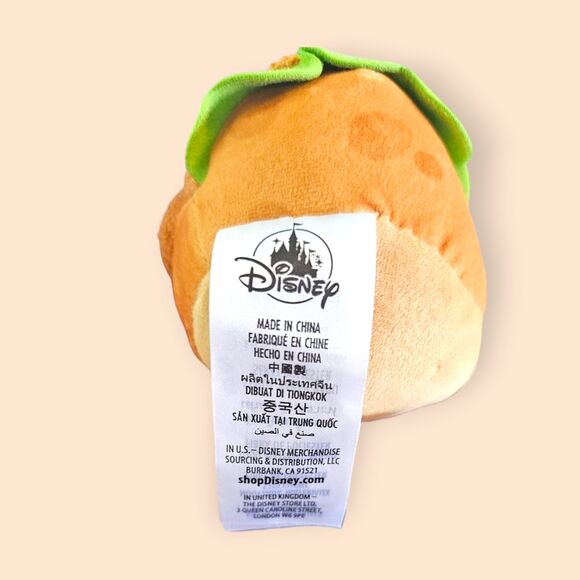 Disney
MADE IN CHINA
FABRIQUÉ EN CHINE
HECHO EN CHINA
中國製
ผลิตในประเทศจีน
DIBUAT DI TIONGKOK
중국산
SẢN XUẤT TẠI TRUNG QUỐC
صنع في الصين
IN U.S. – DISNEY MERCHANDISE
SOURCING & DISTRIBUTION, LLC
BURBANK, CA 91521
shopDisney.com
IN UNITED KINGDOM –
THE DISNEY STORE LTD.
3 QUEEN CAROLINE STREET,
LONDON W6 9PE